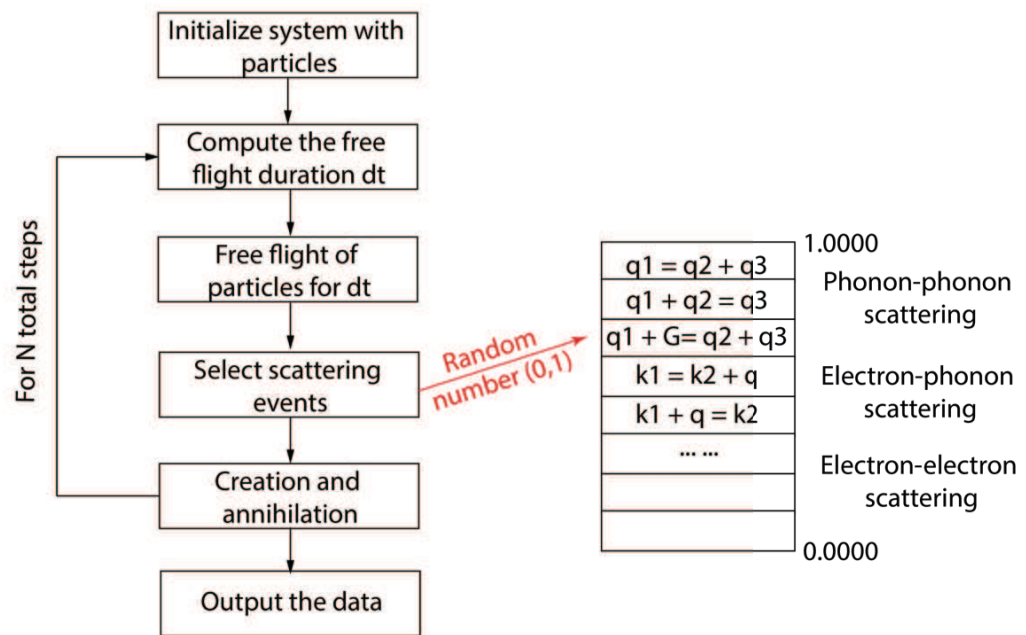 Initialize system with
particles
Compute the free
flight duration dt
Free flight of
particles for dt
Select scattering
events
Creation and
annihilation
Output the data
For N total steps
Random
number (0,1)
1.0000
q1 = q2 + q3
q1 + q2 = q3
q1 + G= q2 + q3
k1 = k2 + q
k1 + q = k2
... ...
0.0000
Phonon-phonon
scattering
Electron-phonon
scattering
Electron-electron
scattering